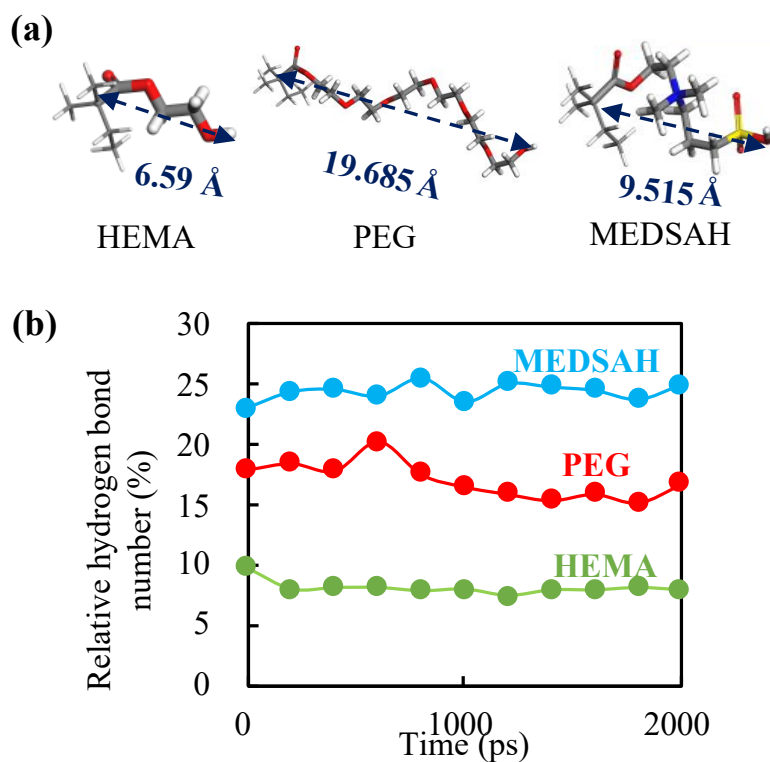 (a)
6.59 Å
19.685 Å
9.515 Å
HEMA
PEG
MEDSAH
(b)
Relative hydrogen bond
number (%)
30
25
20
15
10
5
0
MEDSAH
PEG
HEMA
0
1000
2000
Time (ps)